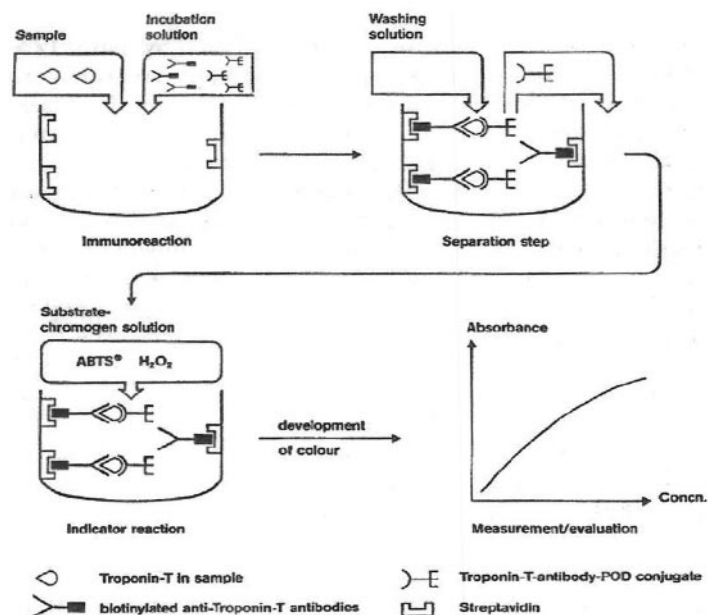 Sample
Incubation
solution
Washing
solution
Immunoreaction
Separation step
Substrate-
chromogen solution
ABTS® H₂O₂
development
of colour
Absorbance
Concn.
Indicator reaction
Measurement/evaluation
Troponin-T in sample
Troponin-T-antibody-POD conjugate
biotinylated anti-Troponin-T antibodies
Streptavidin